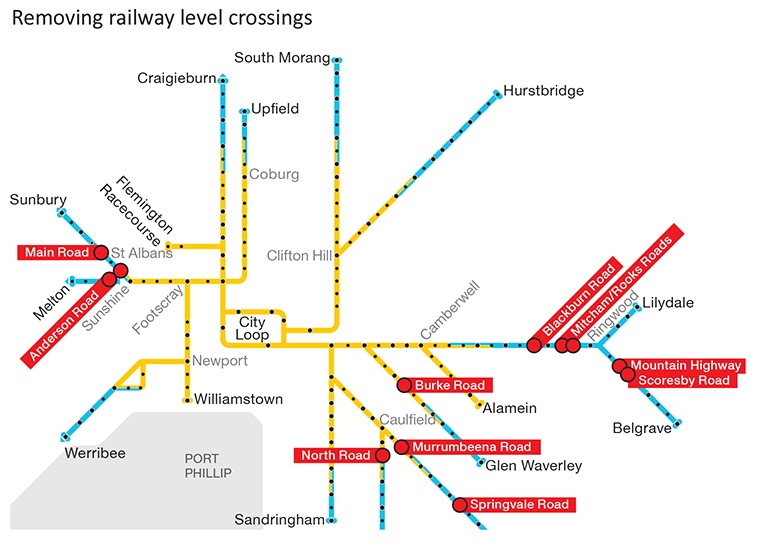 Removing railway level crossings
South Morang
Craigieburn
Hurstbridge
Upfield
Coburg
Flemington
Racecourse
Sunbury
Main Road
St Albans
Clifton Hill
Melton
Anderson Road
Sunshine
Footscray
City
Loop
Camberwell
Blackburn Road
Mitcham/Rooks Roads
Ringwood
Lilydale
Newport
Mountain Highway
Scoresby Road
Burke Road
Williamstown
Alamein
Caulfield
Belgrave
Werribee
PORT
PHILLIP
North Road
Murrumbeena Road
Glen Waverley
Springvale Road
Sandringham